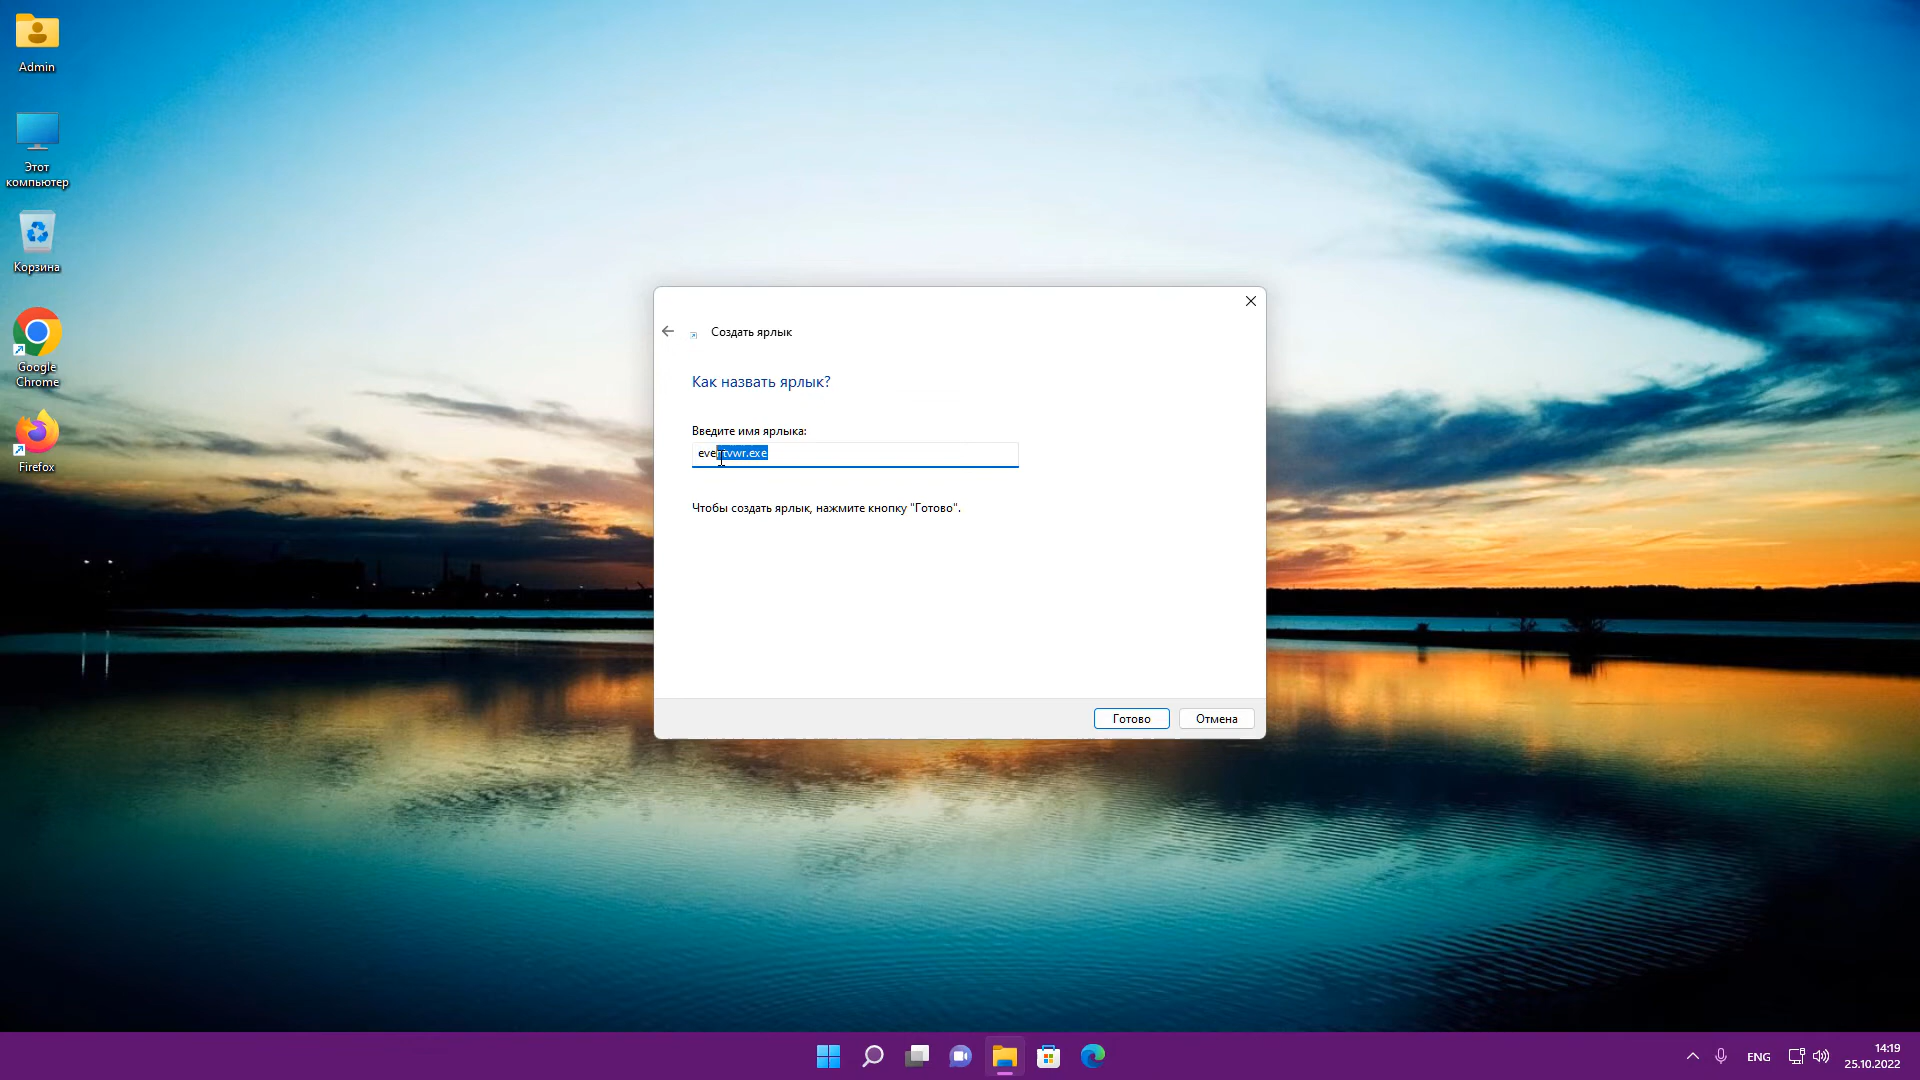 Admin
Этот
компьютер
Корзина
Google
Chrome
Firefox
Создать ярлык
Как назвать ярлык?
Введите имя ярлыка:
eventvwr.exe
Чтобы создать ярлык, нажмите кнопку "Готово".
Готово
Отмена
ENG
14:19
25.10.2022